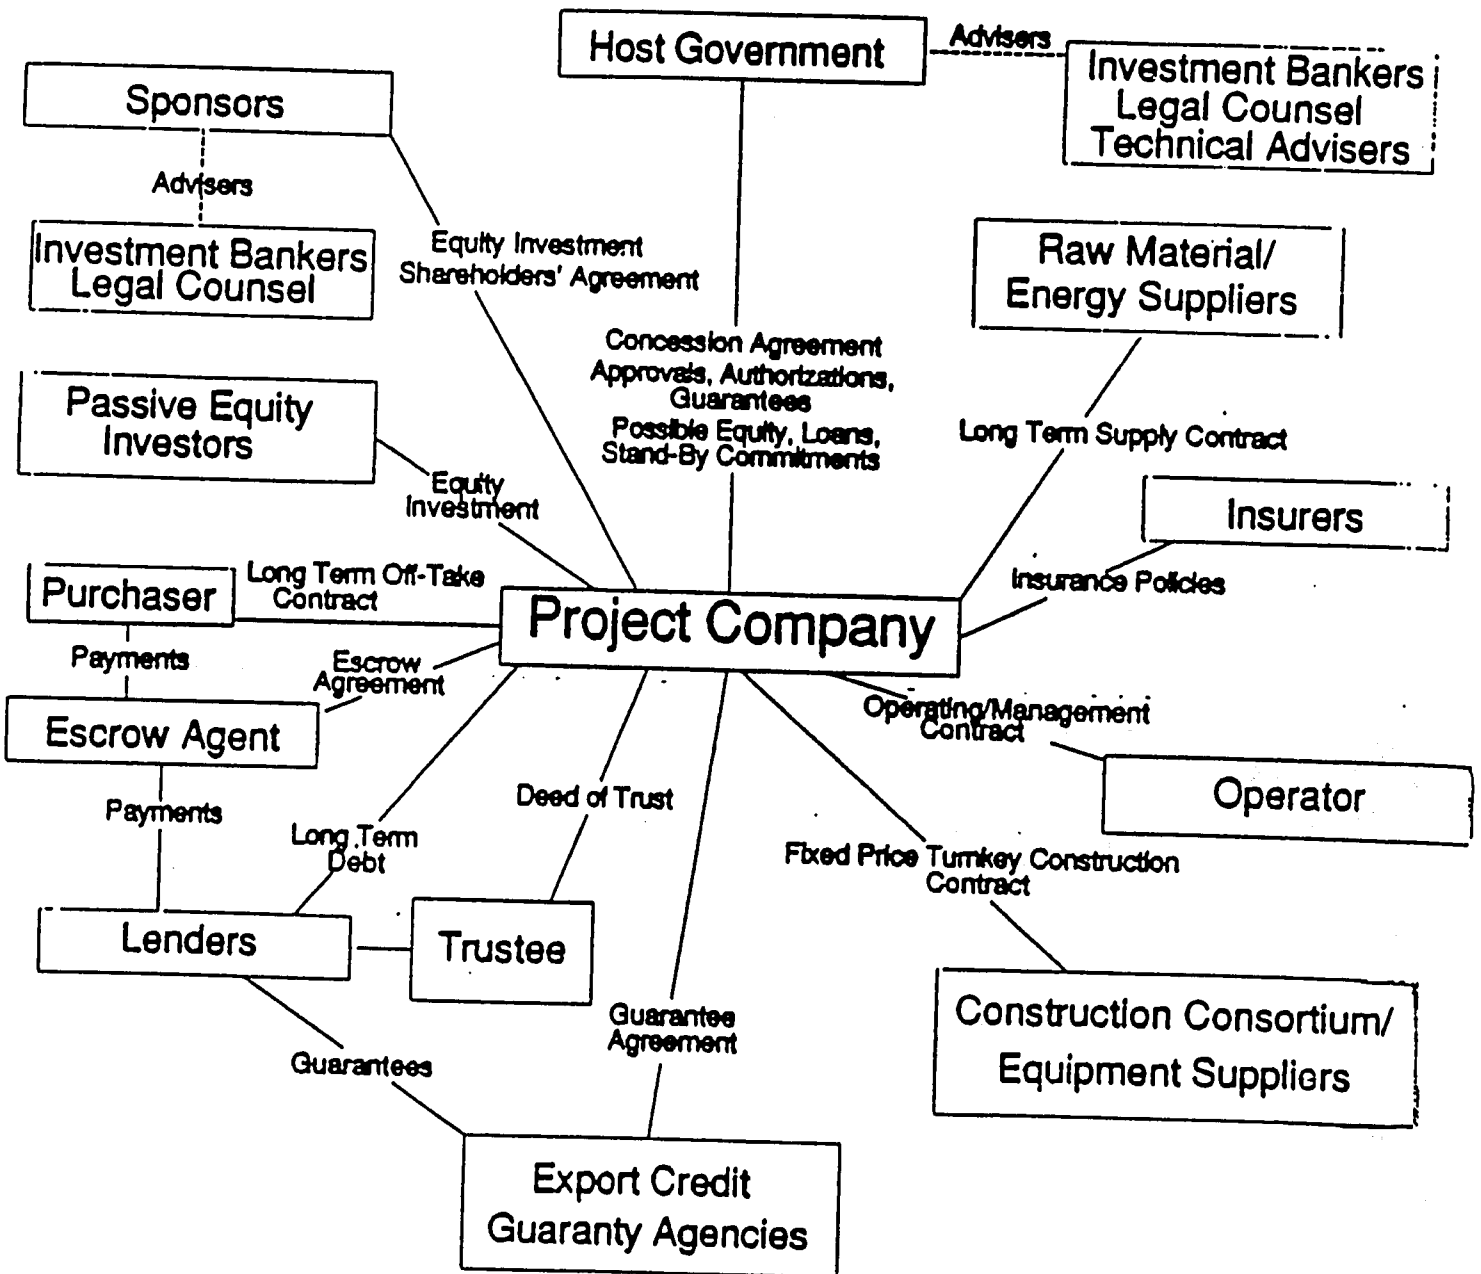 Host Government
Advisers
Investment Bankers
Legal Counsel
Technical Advisers
Sponsors
Advisers
Investment Bankers
Legal Counsel
Equity Investment
Shareholders' Agreement
Raw Material/
Energy Suppliers
Concession Agreement
Approvals, Authorizations,
Guarantees
Possible Equity, Loans,
Stand-By Commitments
Passive Equity
Investors
Equity
Investment
Long Term Supply Contract
Insurers
Insurance Policies
Purchaser
Long Term Off-Take
Contract
Project Company
Payments
Escrow
Agreement
Escrow Agent
Operating/Management
Contract
Operator
Payments
Long Term
Debt
Deed of Trust
Fixed Price Turnkey Construction
Contract
Lenders
Trustee
Guarantee
Agreement
Construction Consortium/
Equipment Suppliers
Guarantees
Export Credit
Guaranty Agencies